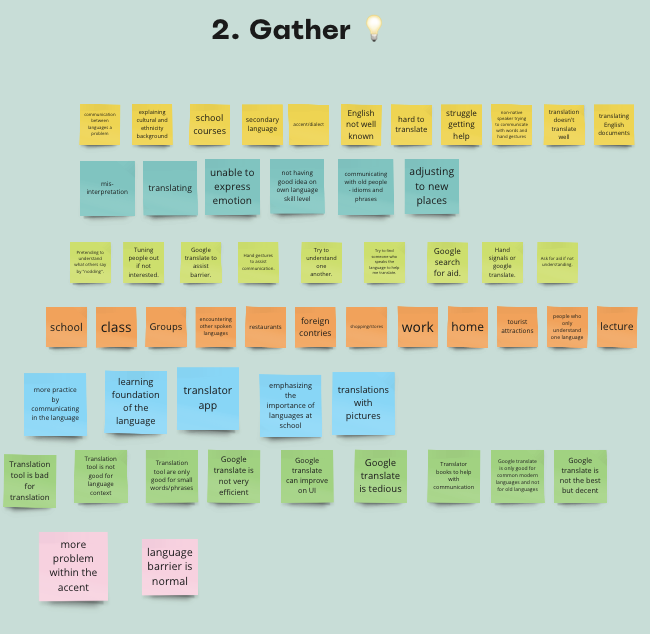 2. Gather
communication
between
languages a
problem
explaining
cultural and
ethnicity
background
school
courses
secondary
language
accent/dialect
English
not well
known
hard to
translate
struggle
getting
help
non-native
speaker trying
to communicate
with words and
hand gestures
translation
doesn't
translate
well
translating
English
documents
mis-
interpretation
translating
unable to
express
emotion
not having
good idea on
own language
skill level
communicating
with old people
- idioms and
phrases
adjusting
to new
places
Pretending to
understand
what others say
by "nodding".
Tuning
people out
if not
interested.
Google
translate to
assist
barrier.
Hand gestures
to assist
communication.
Try to
understand
one
another.
Try to find
someone who
speaks the
language to help
me translate.
Google
search
for aid.
Hand
signals or
google
translate.
Ask for aid if not
understanding.
school
class
Groups
encountering
other spoken
languages
restaurants
foreign
contries
shopping/stores
work
home
tourist
attractions
people who
only
understand
one language
lecture
more practice
by
communicating
in the language
learning
foundation
of the
language
translator
app
emphasizing
the
importance of
languages at
school
translations
with
pictures
Translation
tool is bad
for
translation
Translation
tool is not
good for
language
context
Translation
tool are only
good for small
words/phrases
Google
translate is
not very
efficient
Google
translate
can improve
on UI
Google
translate
is tedious
Translator
books to help
with
communication
Google translate
is only good for
common modern
languages and not
for old languages
Google
translate is
not the best
but decent
more
problem
within the
accent
language
barrier is
normal